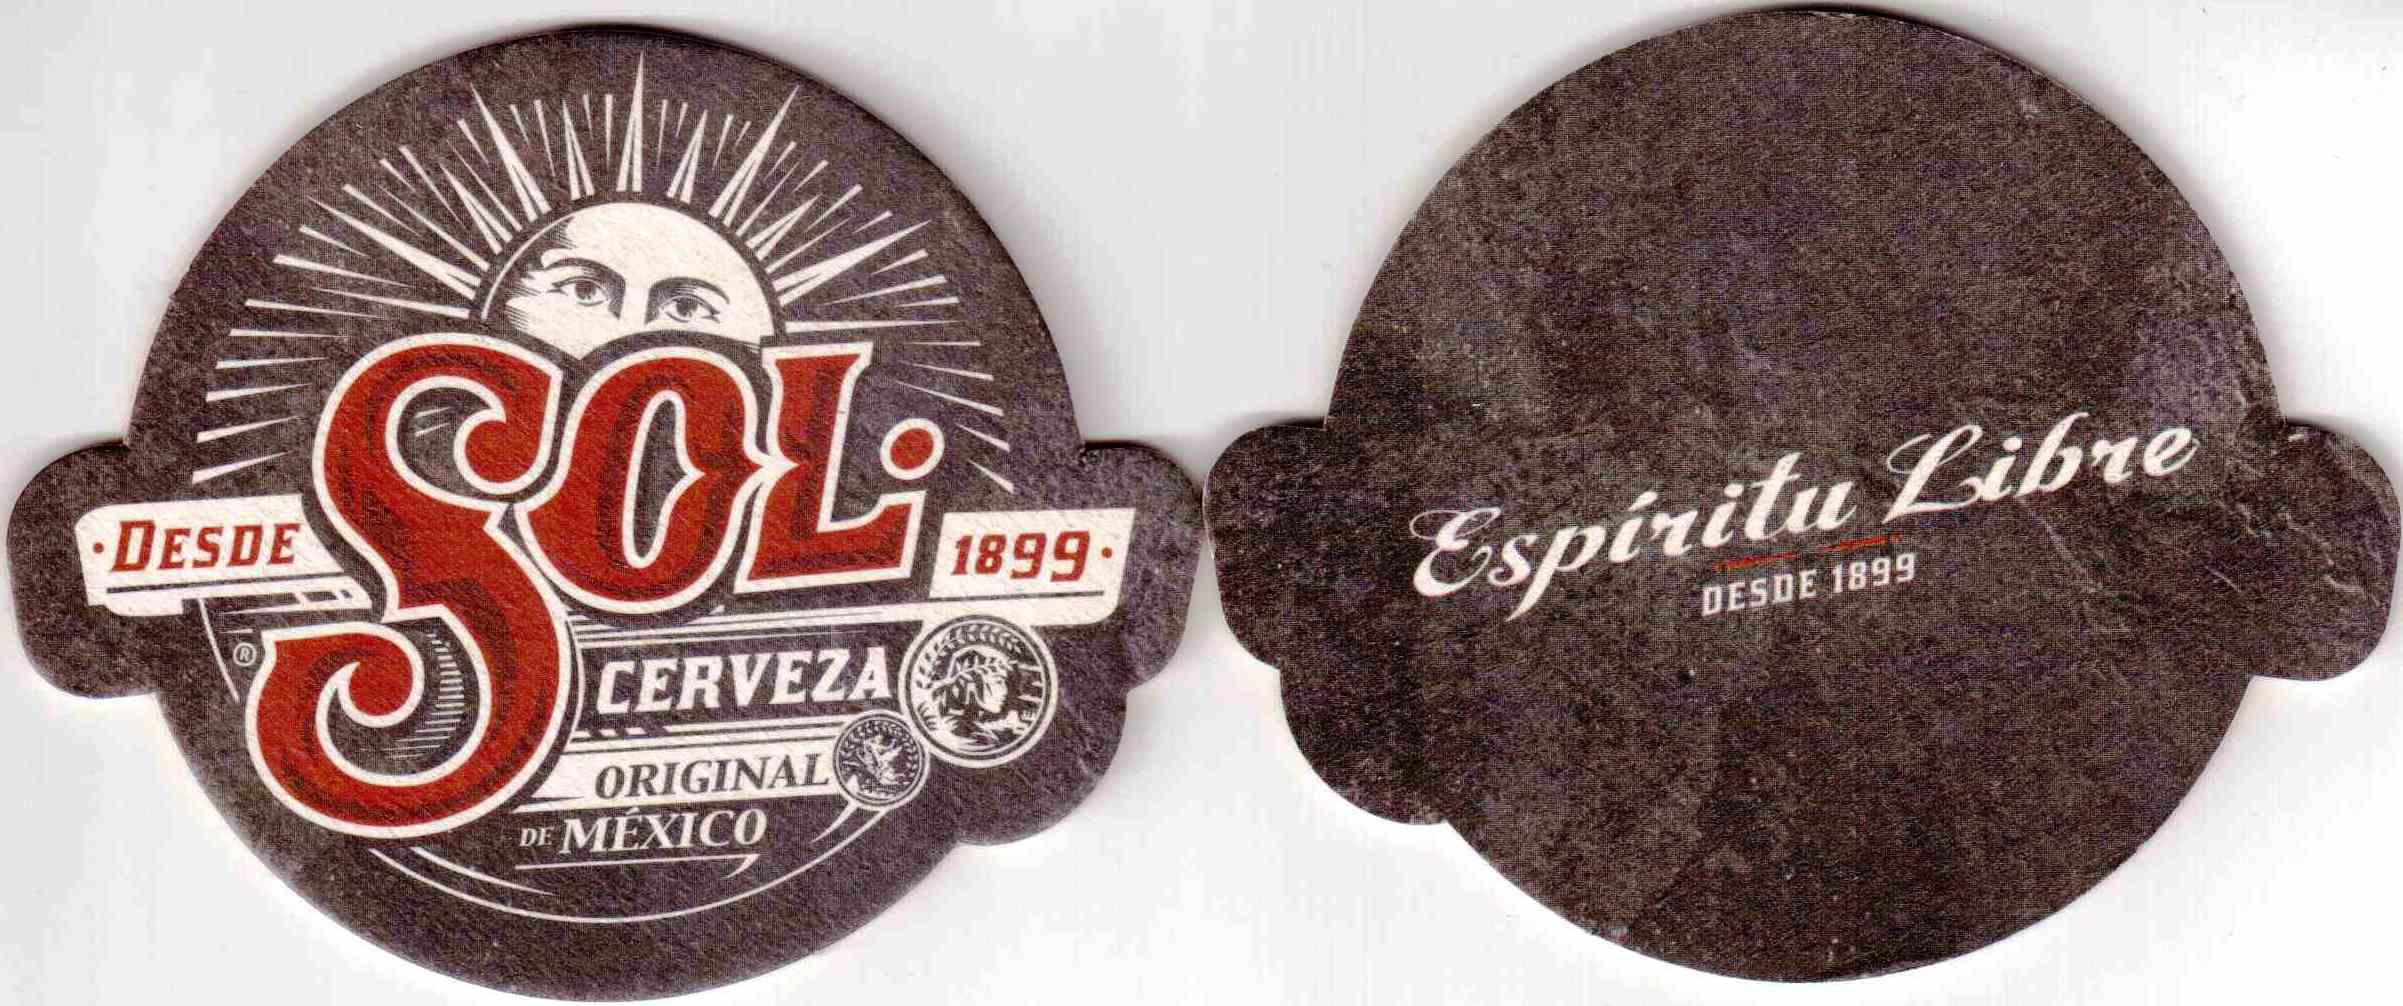 ·DESDE SOL. 1899·
®
CERVEZA
ORIGINAL
DE MÉXICO
Espíritu Libre
DESDE 1899